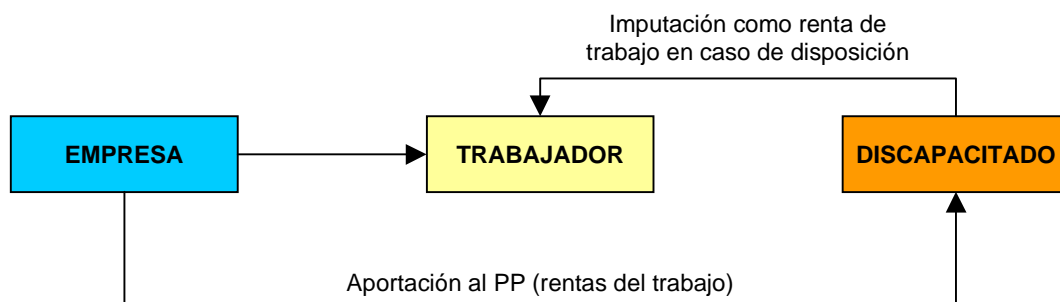 Imputación como renta de
trabajo en caso de disposición
EMPRESA
TRABAJADOR
DISCAPACITADO
Aportación al PP (rentas del trabajo)